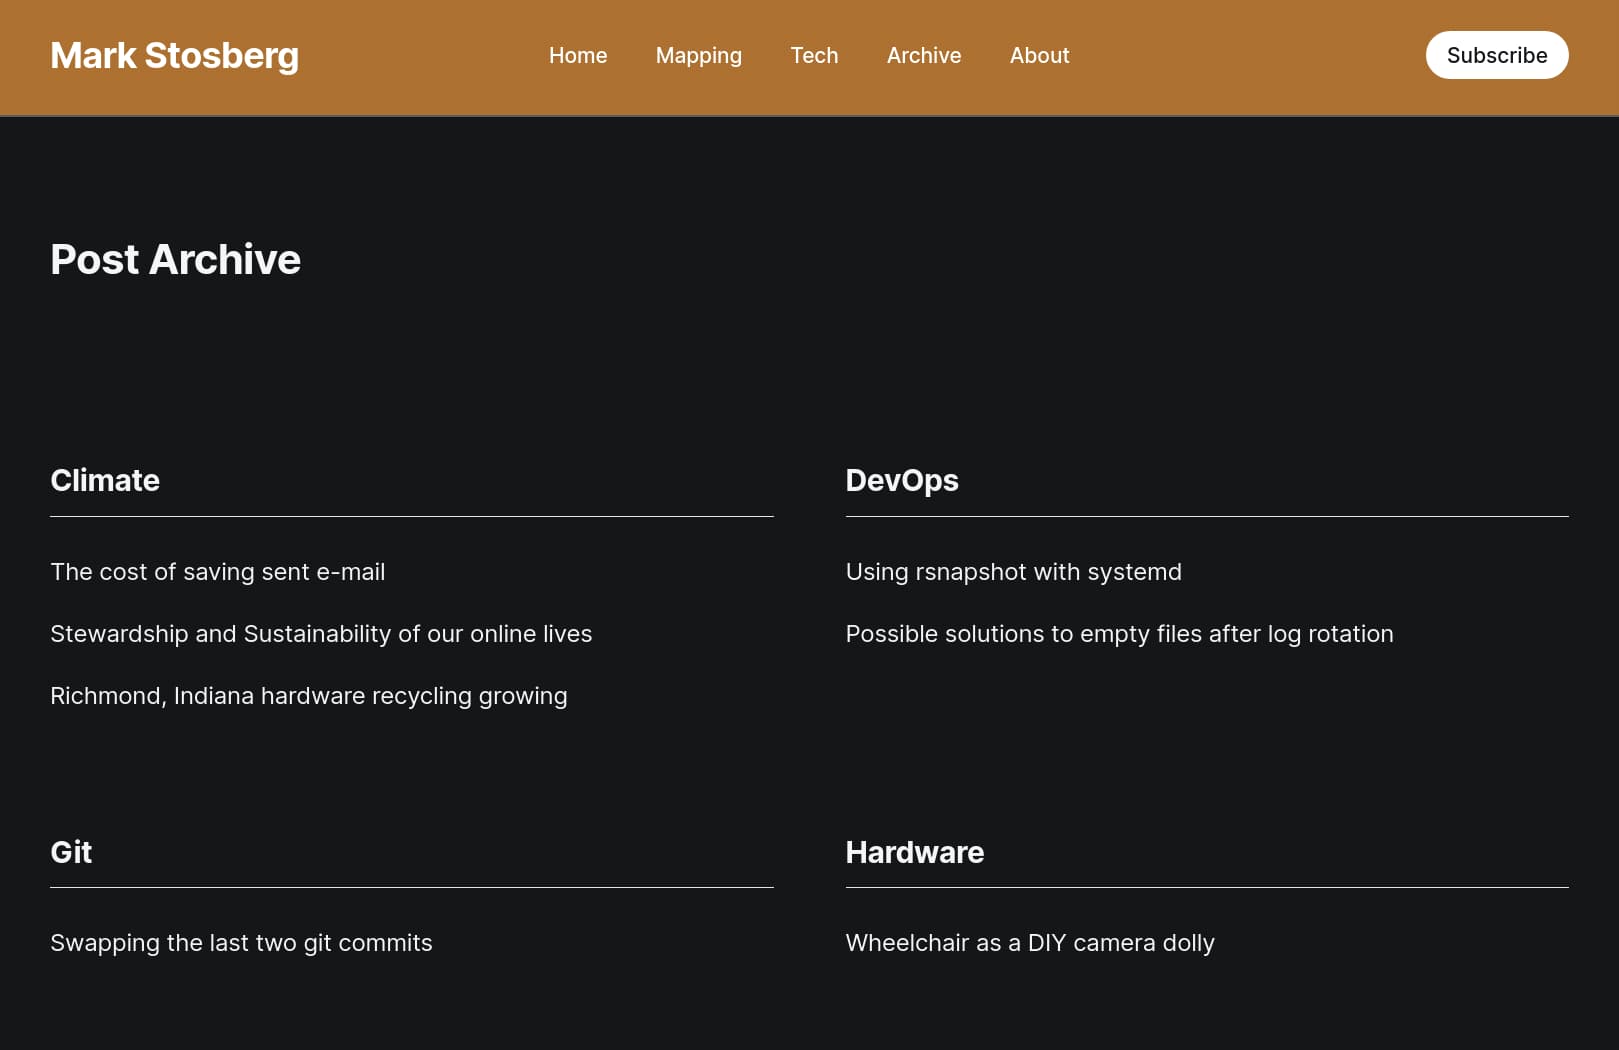 Mark Stosberg
Home
Mapping
Tech
Archive
About
Subscribe
Post Archive
Climate
The cost of saving sent e-mail
Stewardship and Sustainability of our online lives
Richmond, Indiana hardware recycling growing
DevOps
Using rsnapshot with systemd
Possible solutions to empty files after log rotation
Git
Swapping the last two git commits
Hardware
Wheelchair as a DIY camera dolly